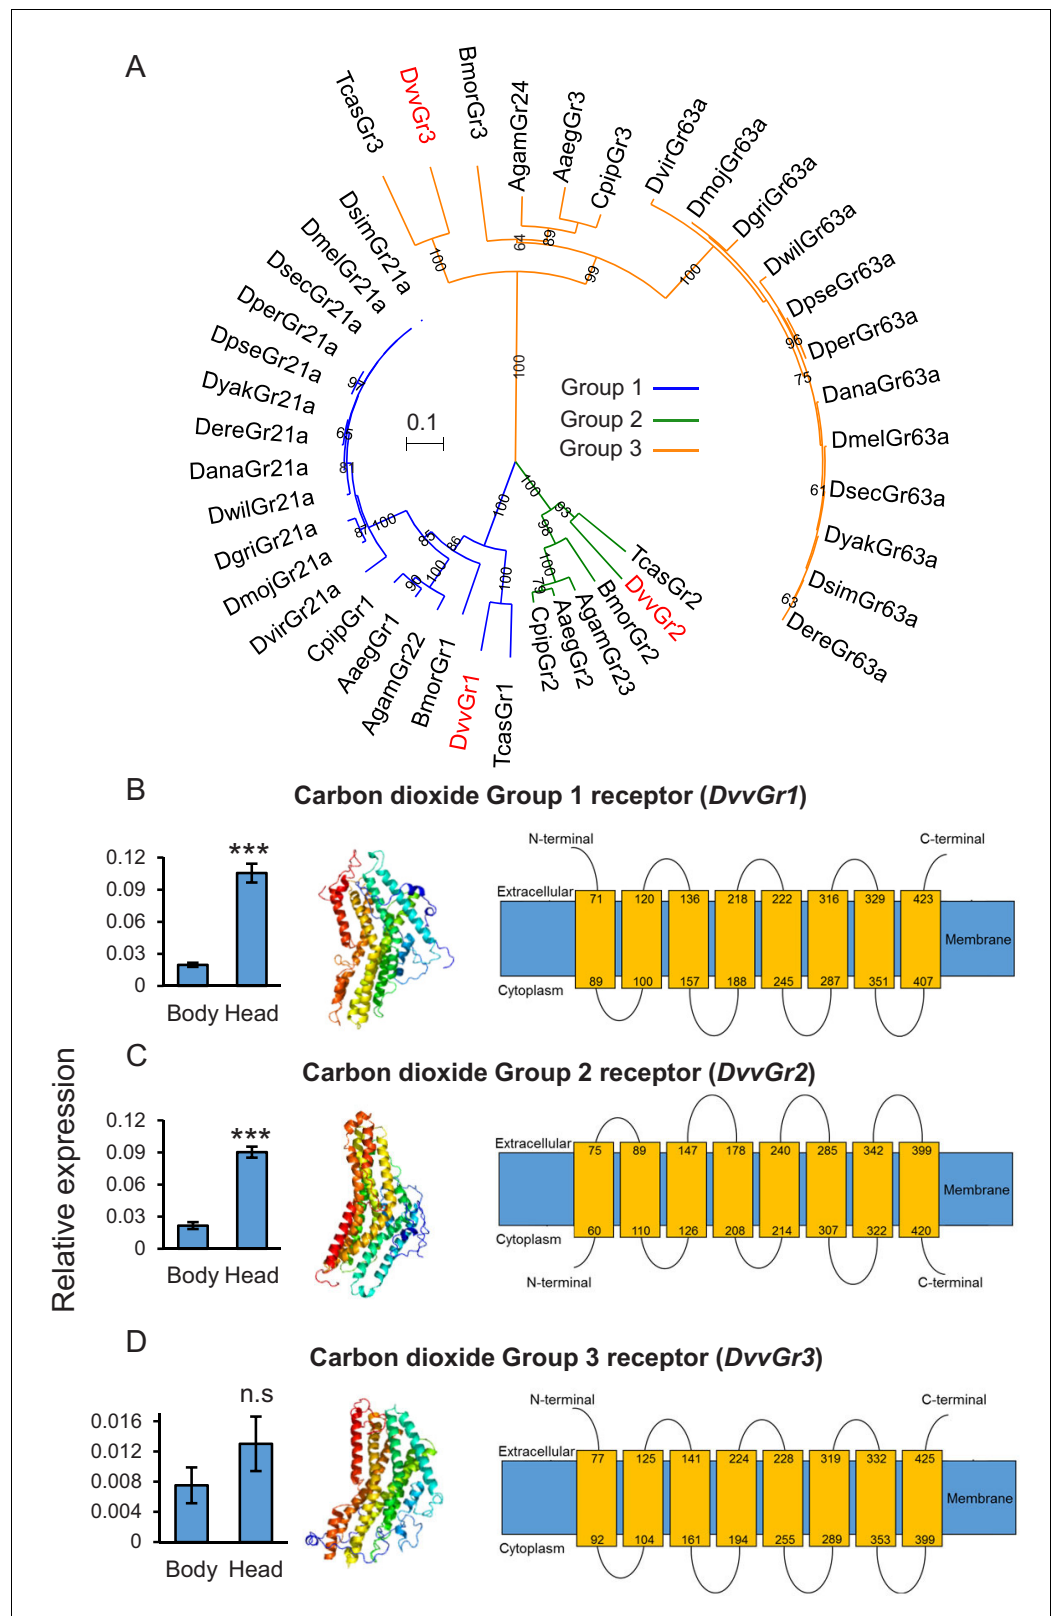 A
TcasGr3
DvvGr3
BmorGr3
AgamGr24
AaegGr3
CpipGr3
DvirGr63a
DmojGr63a
DgriGr63a
DwilGr63a
DpseGr63a
DperGr63a
DanaGr63a
DmelGr63a
DsecGr63a
DyakGr63a
DsimGr63a
DereGr63a
DsimGr21a
DmelGr21a
DsecGr21a
DperGr21a
DpseGr21a
DyakGr21a
DereGr21a
DanaGr21a
DwilGr21a
DgriGr21a
DmojGr21a
DvirGr21a
CpipGr1
AaegGr1
AgamGr22
BmorGr1
DvvGr1
TcasGr1
CpipGr2
AaegGr2
AgamGr23
BmorGr2
DvvGr2
TcasGr2
100
64
89
99
100
96
75
61
63
100
65
81
87
100
85
86
90
100
100
100
100
93
98
100
79
0.1
Group 1
Group 2
Group 3
Relative expression
B
Carbon dioxide Group 1 receptor (DvvGr1)
0.12
0.09
0.06
0.03
0
***
Body Head
N-terminal
C-terminal
Extracellular
71 120 136 218 222 316 329 423
Membrane
89 100 157 188 245 287 351 407
Cytoplasm
C
Carbon dioxide Group 2 receptor (DvvGr2)
0.12
0.09
0.06
0.03
0
***
Body Head
Extracellular
75 89 147 178 240 285 342 399
Membrane
60 110 126 208 214 307 322 420
Cytoplasm
N-terminal
C-terminal
D
Carbon dioxide Group 3 receptor (DvvGr3)
0.016
0.012
0.008
0.004
0
n.s
Body Head
N-terminal
C-terminal
Extracellular
77 125 141 224 228 319 332 425
Membrane
92 104 161 194 255 289 353 399
Cytoplasm